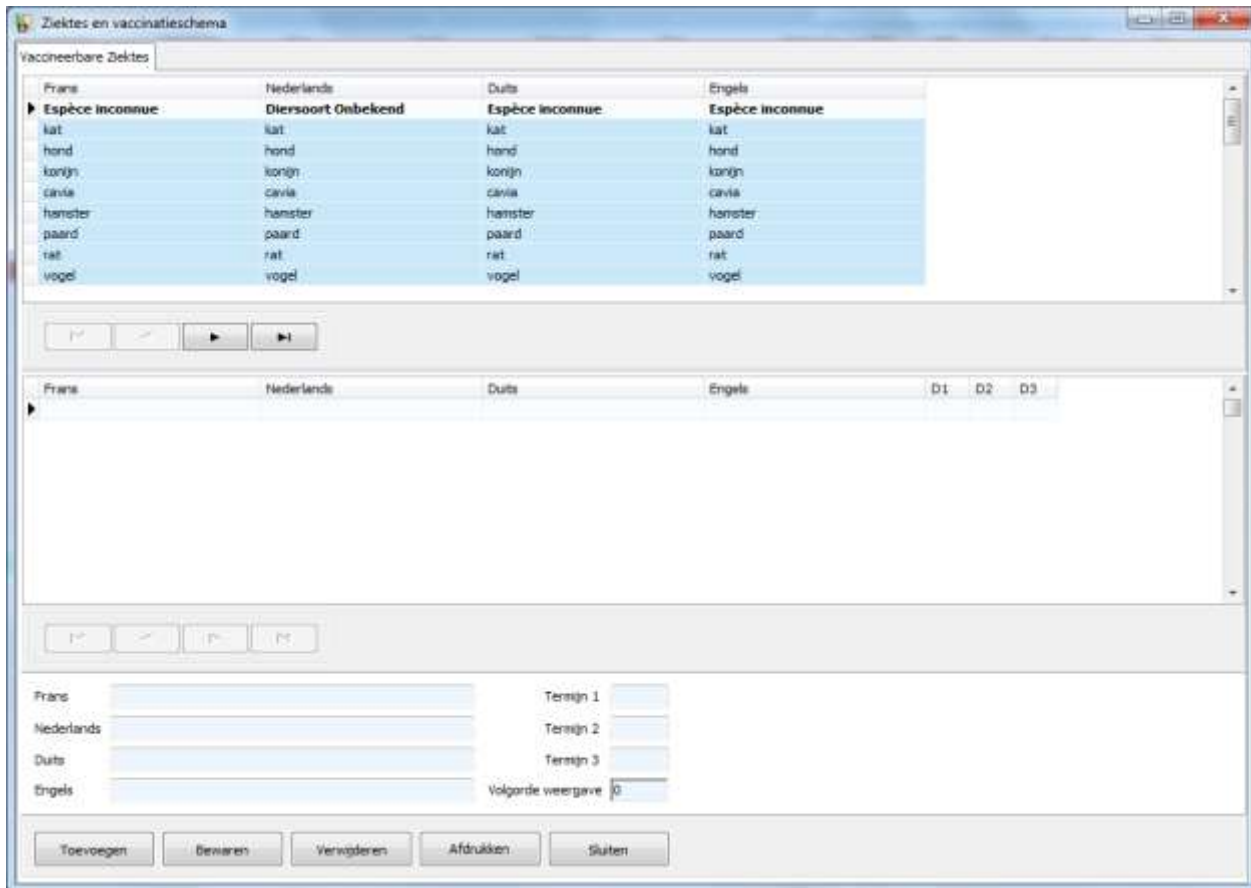 Ziektes en vaccinatieschema
Vaccineerbare Ziektes
Frans Nederlands Duits Engels
Espèce inconnue Diersoort Onbekend Espèce inconnue Espèce inconnue
kat kat kat kat
hond hond hond hond
konijn konijn konijn konijn
cavia cavia cavia cavia
hamster hamster hamster hamster
paard paard paard paard
rat rat rat rat
vogel vogel vogel vogel
Frans Nederlands Duits Engels D1 D2 D3
Frans Termijn 1
Nederlands Termijn 2
Duits Termijn 3
Engels Volgorde weergave 0
Toevoegen Bewaren Verwijderen Afdrukken Sluiten